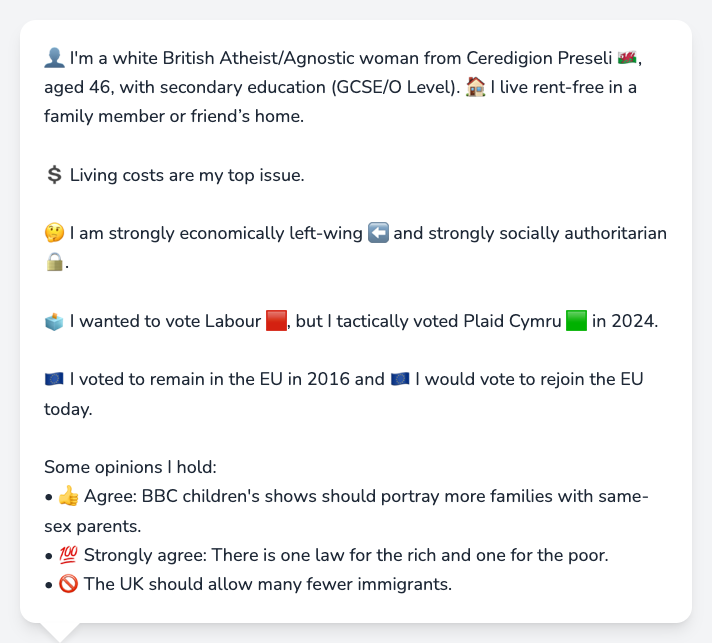 👤 I'm a white British Atheist/Agnostic woman from Ceredigion Preseli 🏴󠁧󠁢󠁷󠁬󠁳󠁿,
aged 46, with secondary education (GCSE/O Level). 🏠 I live rent-free in a
family member or friend’s home.
💲 Living costs are my top issue.
🤔 I am strongly economically left-wing ⬅️ and strongly socially authoritarian
🔒.
🗳️ I wanted to vote Labour 🟥, but I tactically voted Plaid Cymru 🟩 in 2024.
🇪🇺 I voted to remain in the EU in 2016 and 🇪🇺 I would vote to rejoin the EU
today.
Some opinions I hold:
• 👍 Agree: BBC children's shows should portray more families with same-
sex parents.
• 💯 Strongly agree: There is one law for the rich and one for the poor.
• 🚫 The UK should allow many fewer immigrants.